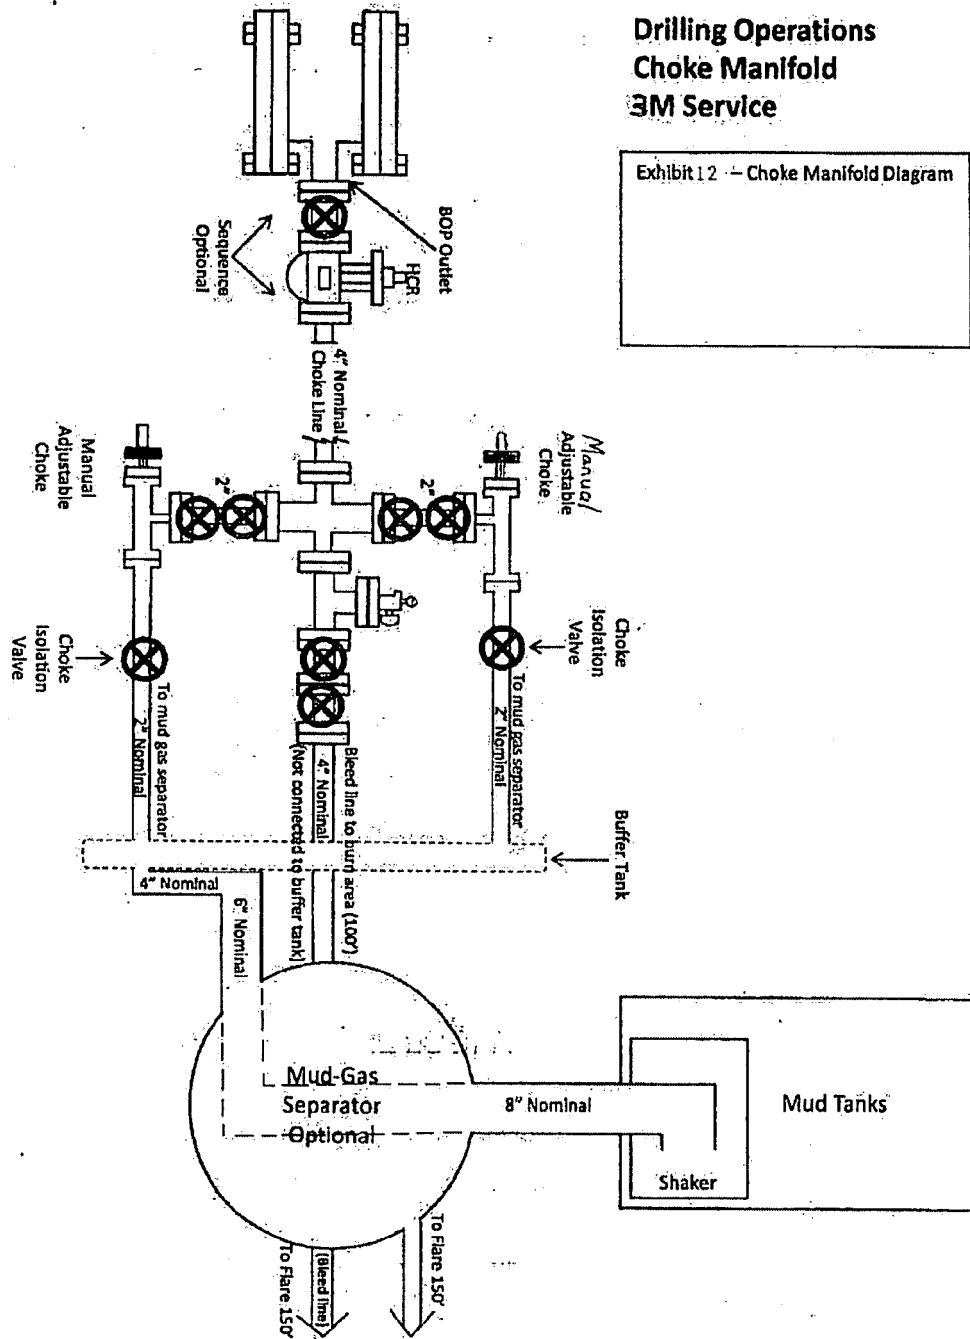 Drilling Operations
Choke Manifold
3M Service
Exhibit 12 - Choke Manifold Diagram
BOP Outlet
HCR
Sequence
Optional
4" Nominal
Choke Line
Manual
Adjustable
Choke
2"
2"
Manual
Adjustable
Choke
Choke
Isolation
Valve
Choke
Isolation
Valve
To mud gas separator
2" Nominal
Bleed line to burn area (100')
4" Nominal
(Not connected to buffer tank)
To mud gas separator
2" Nominal
Buffer Tank
4" Nominal
6" Nominal
Mud-Gas
Separator
Optional
8" Nominal
Mud Tanks
Shaker
To Flare 150'
(Bleed line)
To Flare 150'